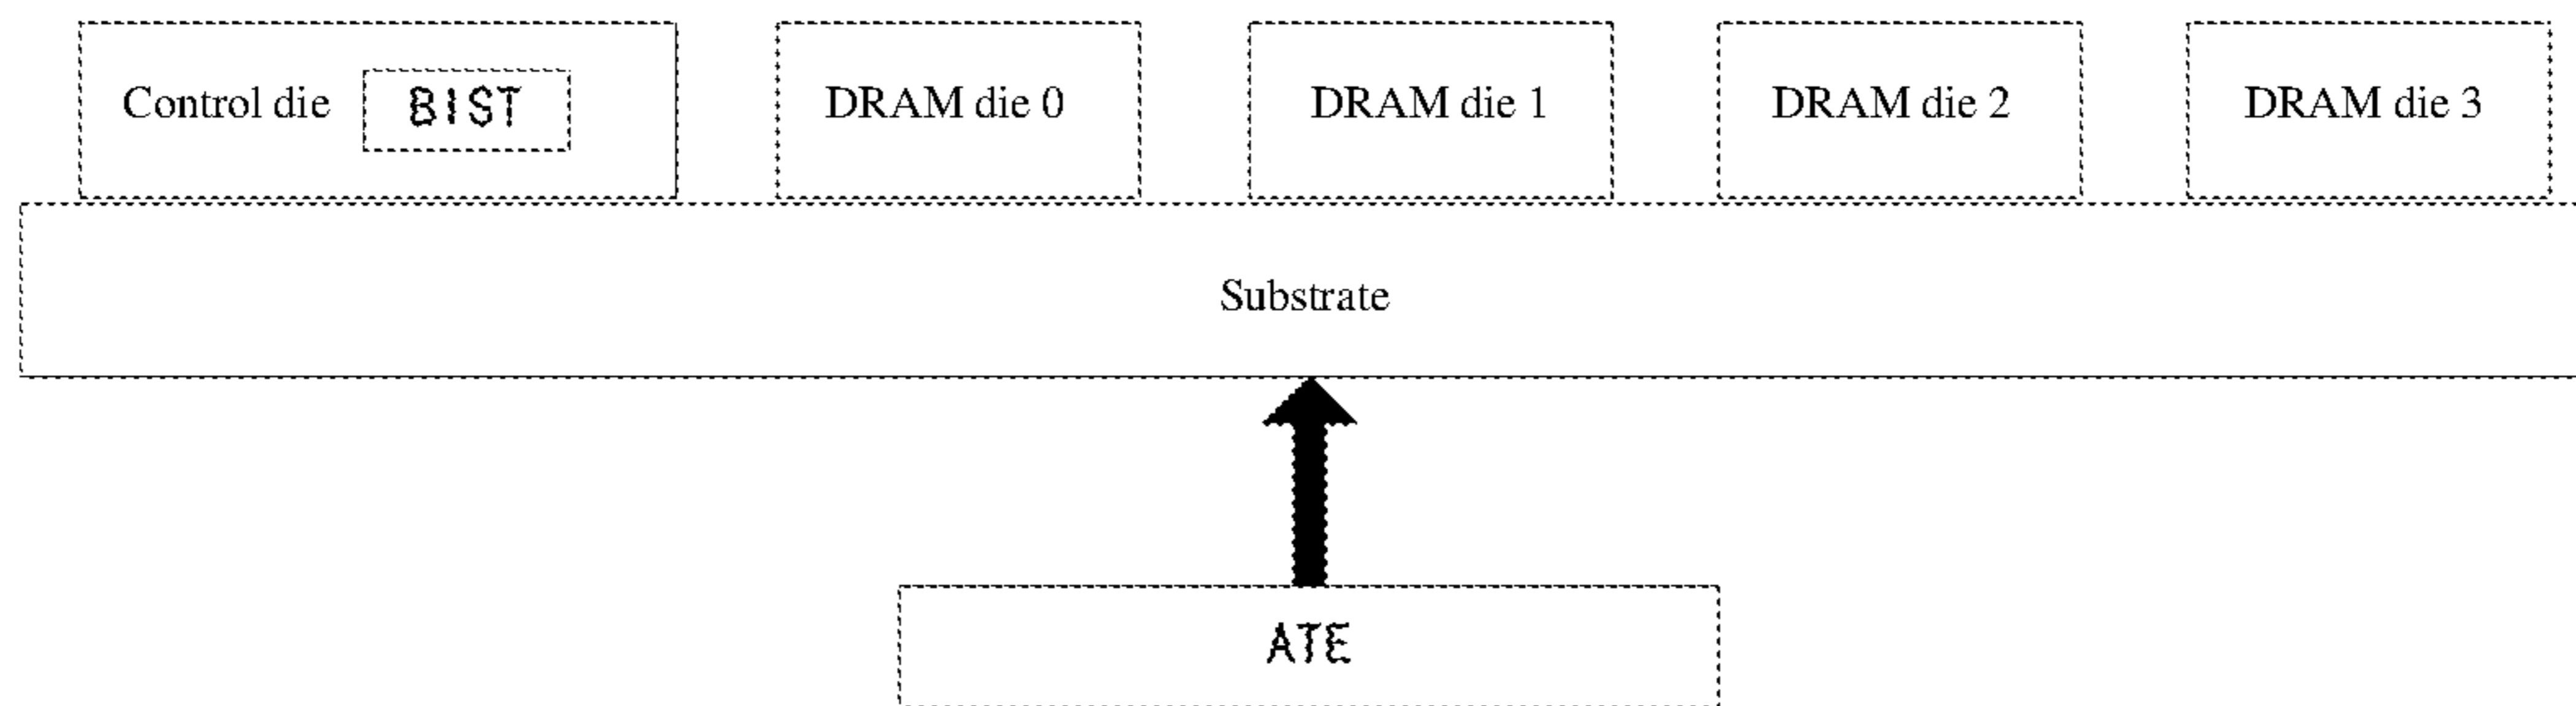 Control die
BIST
DRAM die 0
DRAM die 1
DRAM die 2
DRAM die 3
Substrate
ATE